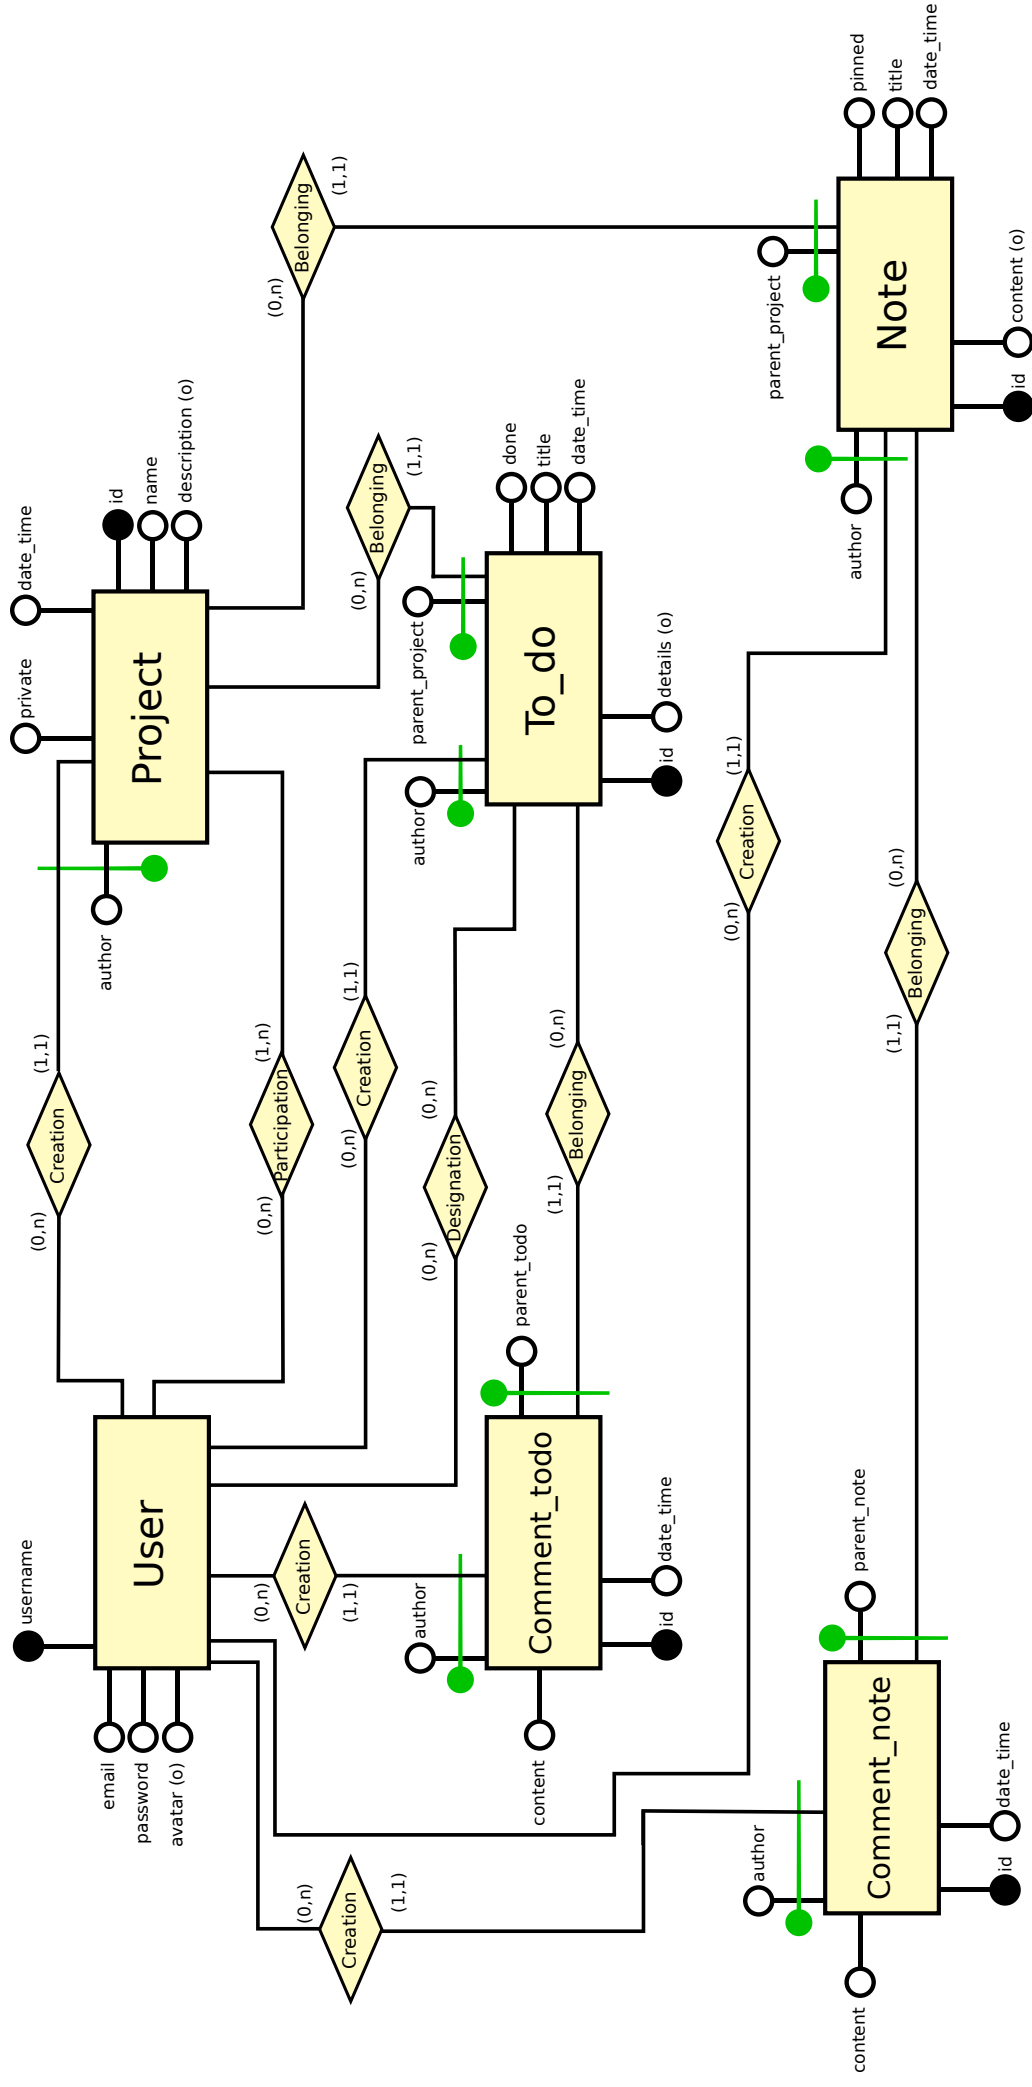 username
email
password
avatar (o)
User
(0,n)
Creation
(1,1)
(0,n)
Participation
(1,n)
author
private
date_time
Project
id
name
description (o)
(0,n)
Belonging
(1,1)
(0,n)
Belonging
(1,1)
(0,n)
Creation
(1,1)
(0,n)
Designation
(0,n)
(0,n)
Creation
(1,1)
author
content
Comment_todo
id
date_time
parent_todo
(1,1)
Belonging
(0,n)
author
parent_project
To_do
done
title
date_time
id
details (o)
(0,n)
Creation
(1,1)
(0,n)
Creation
(1,1)
author
content
Comment_note
id
date_time
parent_note
(1,1)
Belonging
(0,n)
author
parent_project
Note
pinned
title
date_time
id
content (o)